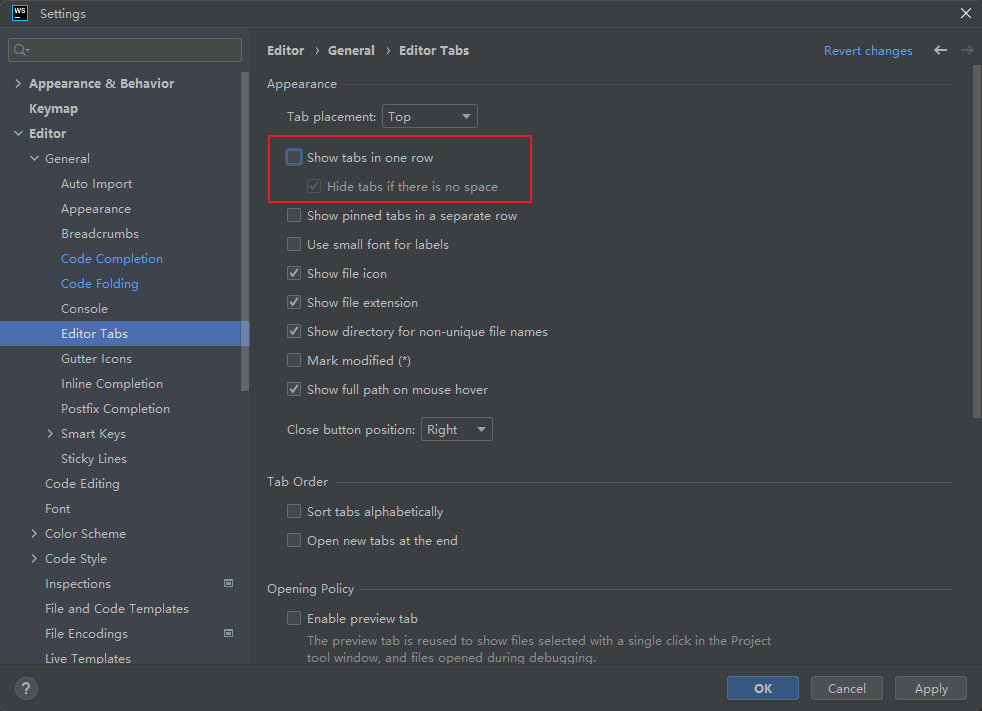 WS
Settings
Appearance & Behavior
Keymap
Editor
General
Auto Import
Appearance
Breadcrumbs
Code Completion
Code Folding
Console
Editor Tabs
Gutter Icons
Inline Completion
Postfix Completion
Smart Keys
Sticky Lines
Code Editing
Font
Color Scheme
Code Style
Inspections
File and Code Templates
File Encodings
Live Templates
Editor › General › Editor Tabs
Revert changes
Appearance
Tab placement: Top
Show tabs in one row
Hide tabs if there is no space
Show pinned tabs in a separate row
Use small font for labels
Show file icon
Show file extension
Show directory for non-unique file names
Mark modified (*)
Show full path on mouse hover
Close button position: Right
Tab Order
Sort tabs alphabetically
Open new tabs at the end
Opening Policy
Enable preview tab
The preview tab is reused to show files selected with a single click in the Project
tool window, and files opened during debugging.
?
OK
Cancel
Apply